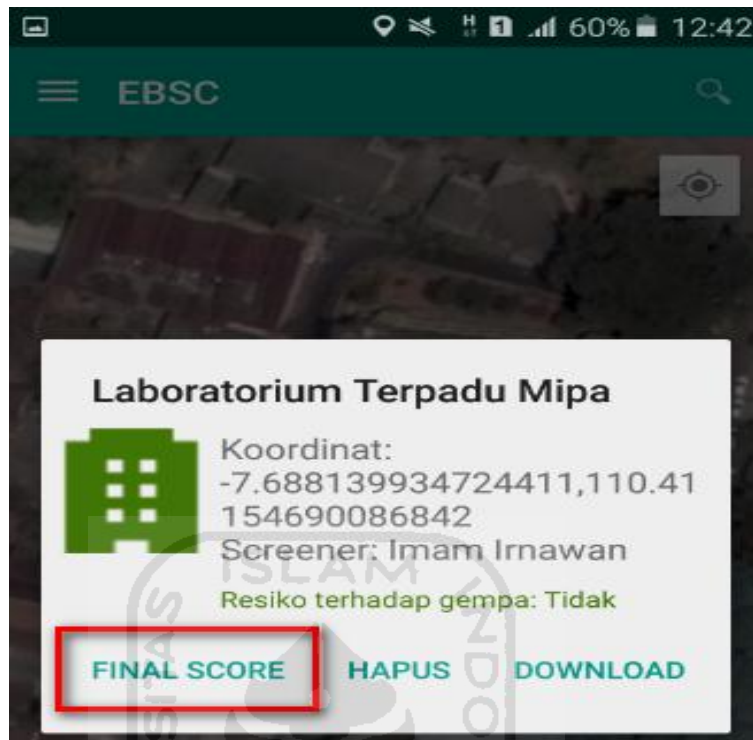 60% 12:42
EBSC
Laboratorium Terpadu Mipa
Koordinat:
-7.688139934724411,110.41
154690086842
Screener: Imam Irnawan
Resiko terhadap gempa: Tidak
FINAL SCORE HAPUS DOWNLOAD
ISLAM